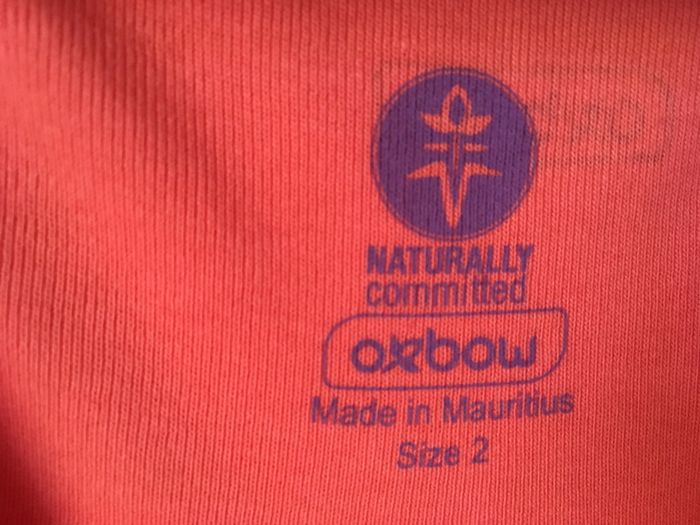 NATURALLY
committed
oxbow
Made in Mauritius
Size 2